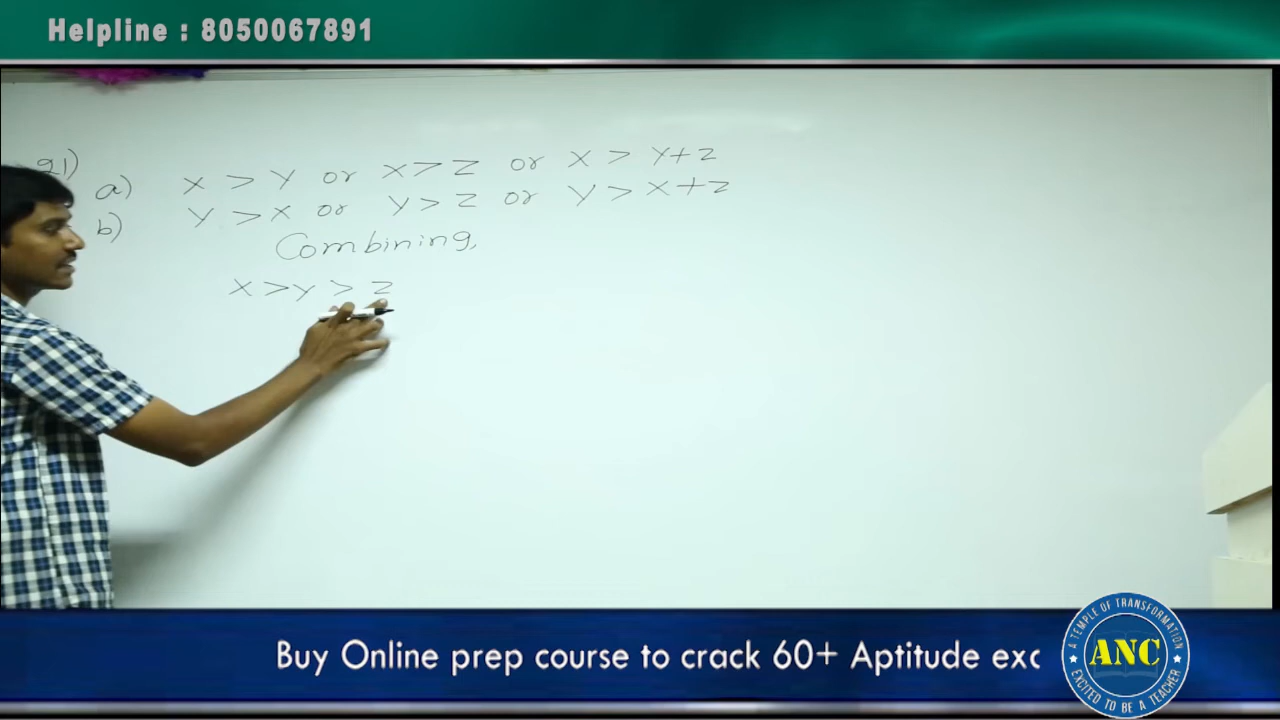 Helpline : 8050067891
21)
a) X > Y or X > Z or X > Y+Z
b) Y > X or Y > Z or Y > X+Z
Combining,
X > Y > Z
Buy Online prep course to crack 60+ Aptitude exc
A TEMPLE OF TRANSFORMATION
ANC
EXCITED TO BE A TEACHER